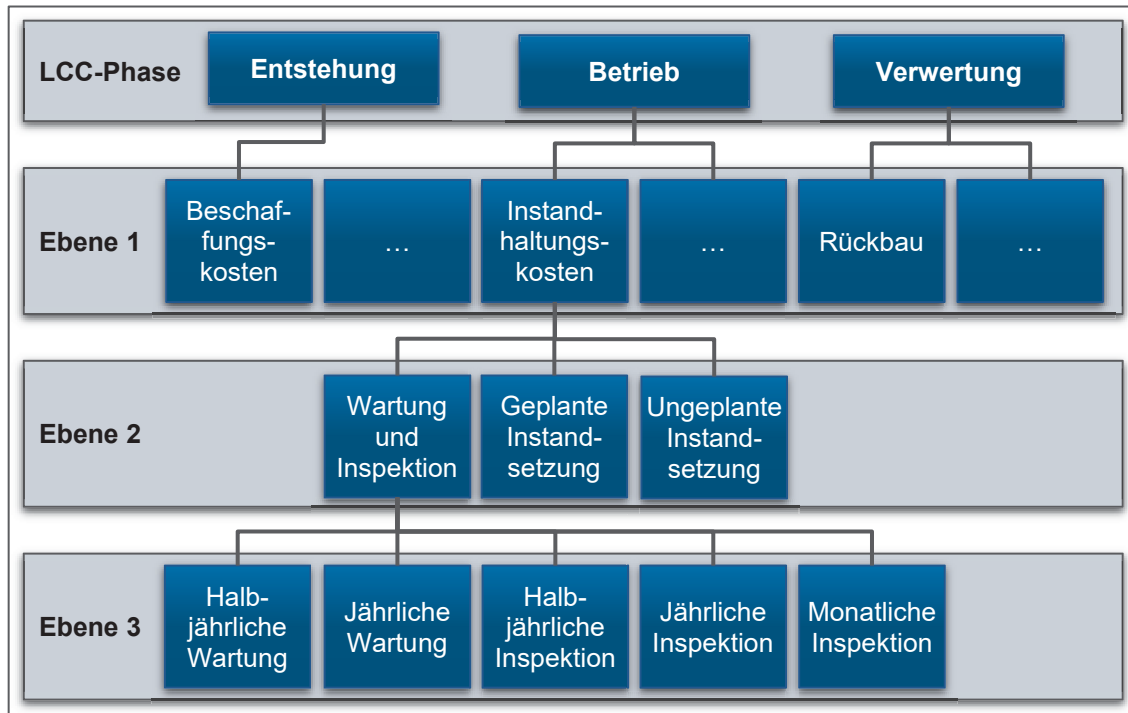 LCC-Phase
Entstehung
Betrieb
Verwertung
Ebene 1
Beschaf-
fungs-
kosten
…
Instand-
haltungs-
kosten
…
Rückbau
…
Ebene 2
Wartung
und
Inspektion
Geplante
Instand-
setzung
Ungeplante
Instand-
setzung
Ebene 3
Halb-
jährliche
Wartung
Jährliche
Wartung
Halb-
jährliche
Inspektion
Jährliche
Inspektion
Monatliche
Inspektion